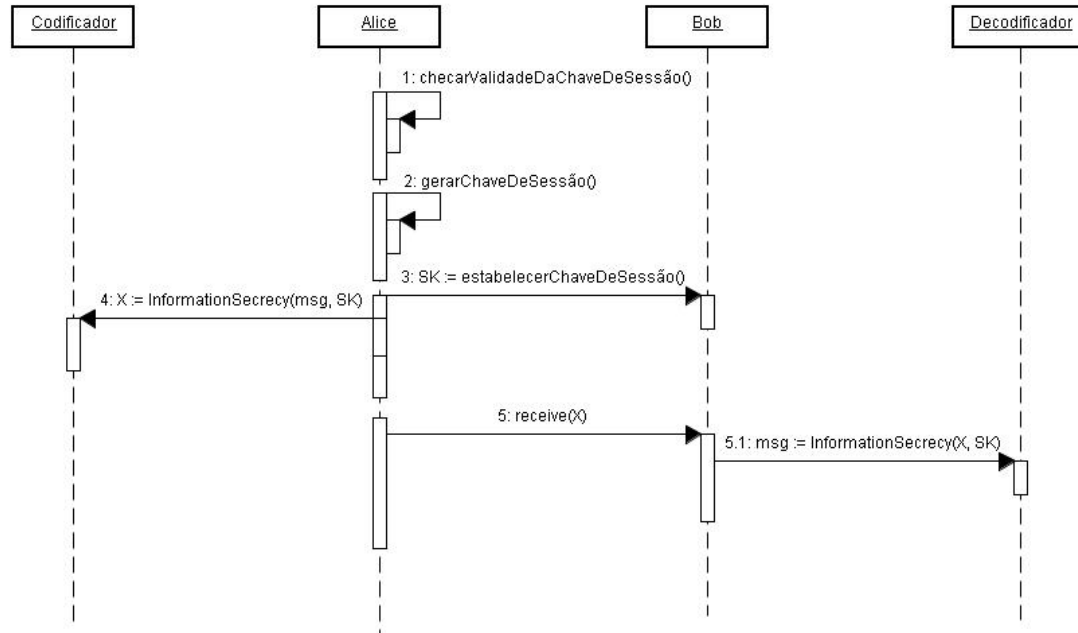 Codificador
Alice
Bob
Decodificador
1: checarValidadeDaChaveDeSessão()
2: gerarChaveDeSessão()
3: SK := estabelecerChaveDeSessão()
4: X := InformationSecrecy(msg, SK)
5: receive(X)
5.1: msg := InformationSecrecy(X, SK)